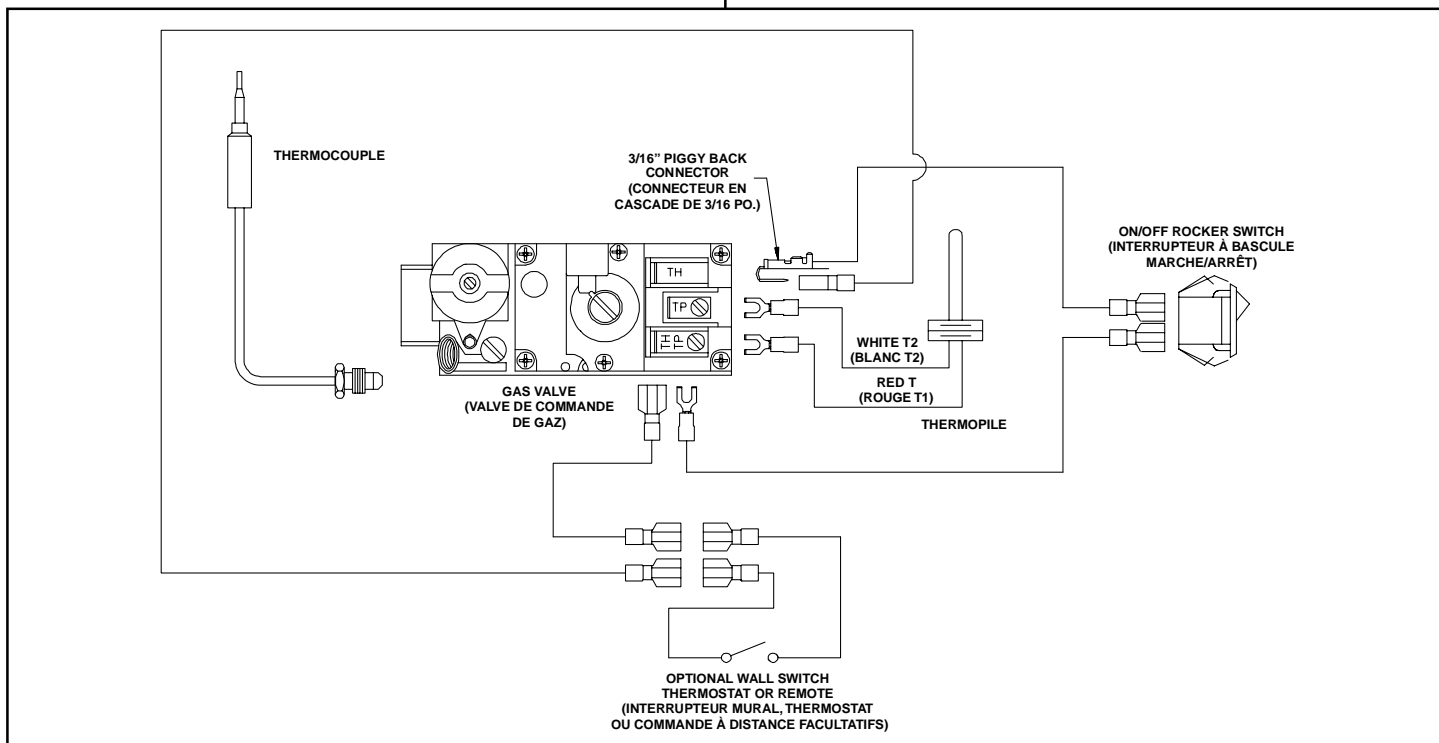 THERMOCOUPLE
3/16” PIGGY BACK
CONNECTOR
(CONNECTEUR EN
CASCADE DE 3/16 PO.)
ON/OFF ROCKER SWITCH
(INTERRUPTEUR À BASCULE
MARCHE/ARRÊT)
TH
TP
TH
TP
WHITE T2
(BLANC T2)
RED T
(ROUGE T1)
THERMOPILE
GAS VALVE
(VALVE DE COMMANDE
DE GAZ)
OPTIONAL WALL SWITCH
THERMOSTAT OR REMOTE
(INTERRUPTEUR MURAL, THERMOSTAT
OU COMMANDE À DISTANCE FACULTATIFS)